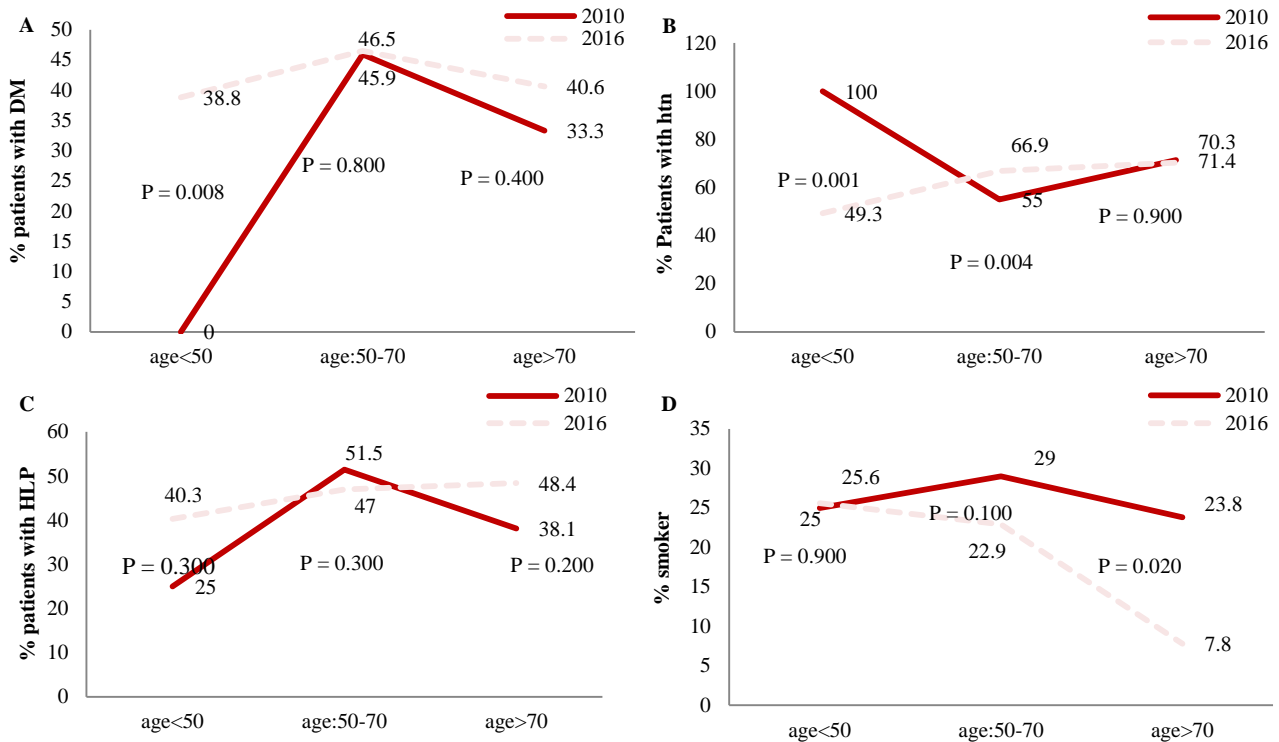 A
2010
2016
% patients with DM
50
45
40
35
30
25
20
15
10
5
0
46.5
45.9
38.8
40.6
33.3
0
P = 0.008
P = 0.800
P = 0.400
age<50 age:50-70 age>70
B
2010
2016
% Patients with htn
120
100
80
60
40
20
0
100
66.9
70.3
71.4
49.3
55
P = 0.001
P = 0.004
P = 0.900
age<50 age:50-70 age>70
C
2010
2016
% patients with HLP
60
50
40
30
20
10
0
51.5
40.3
47
48.4
38.1
25
P = 0.300
P = 0.300
P = 0.200
age<50 age:50-70 age>70
D
2010
2016
% smoker
35
30
25
20
15
10
5
0
25.6
29
23.8
25
22.9
7.8
P = 0.900
P = 0.100
P = 0.020
age<50 age:50-70 age>70